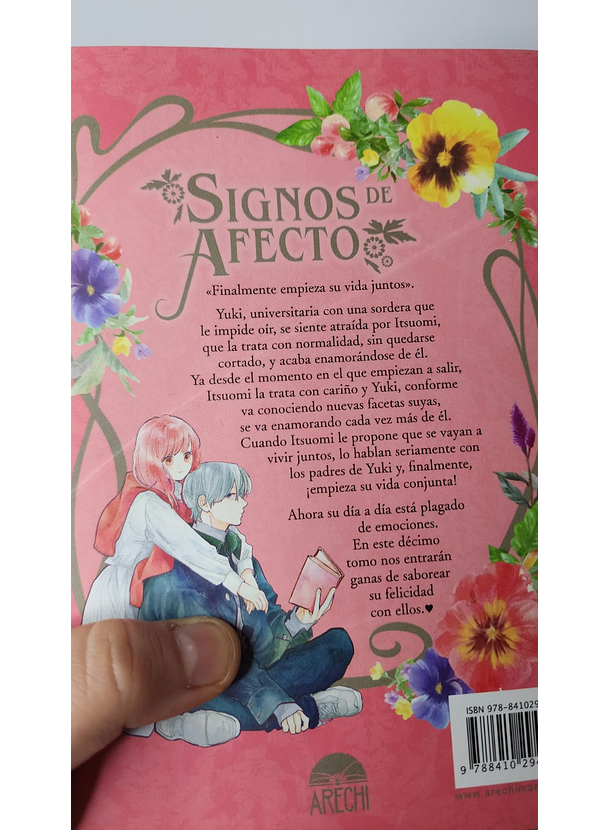 SIGNOS DE
AFECTO
«Finalmente empieza su vida juntos».
Yuki, universitaria con una sordera que
le impide oír, se siente atraída por Itsuomi,
que la trata con normalidad, sin quedarse
cortado, y acaba enamorándose de él.
Ya desde el momento en el que empiezan a salir,
Itsuomi la trata con cariño y Yuki, conforme
va conociendo nuevas facetas suyas,
se va enamorando cada vez más de él.
Cuando Itsuomi le propone que se vayan a
vivir juntos, lo hablan seriamente con
los padres de Yuki y, finalmente,
¡empieza su vida conjunta!
Ahora su día a día está plagado
de emociones.
En este décimo
tomo nos entrarán
ganas de saborear
su felicidad
con ellos.♥
ISBN 978-841029
9 788410 294
www.arechiman
ARECHI